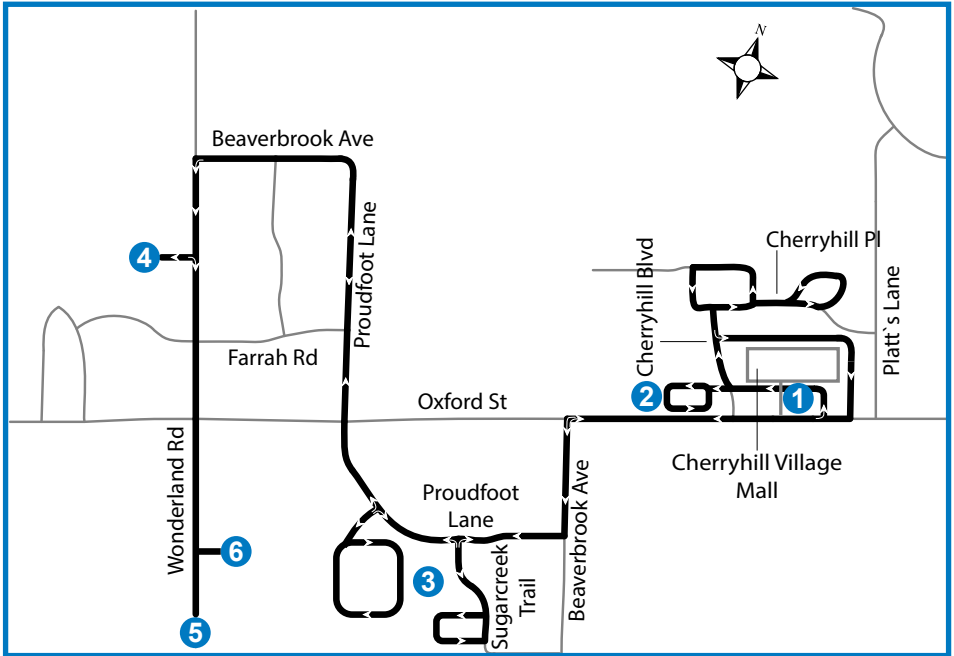 N
Beaverbrook Ave
Cherryhill Pl
4
Proudfoot Lane
Cherryhill Blvd
Platt`s Lane
Farrah Rd
2
1
Oxford St
Wonderland Rd
Cherryhill Village
Mall
Proudfoot
Lane
Beaverbrook Ave
6
3
Sugarcreek
Trail
5